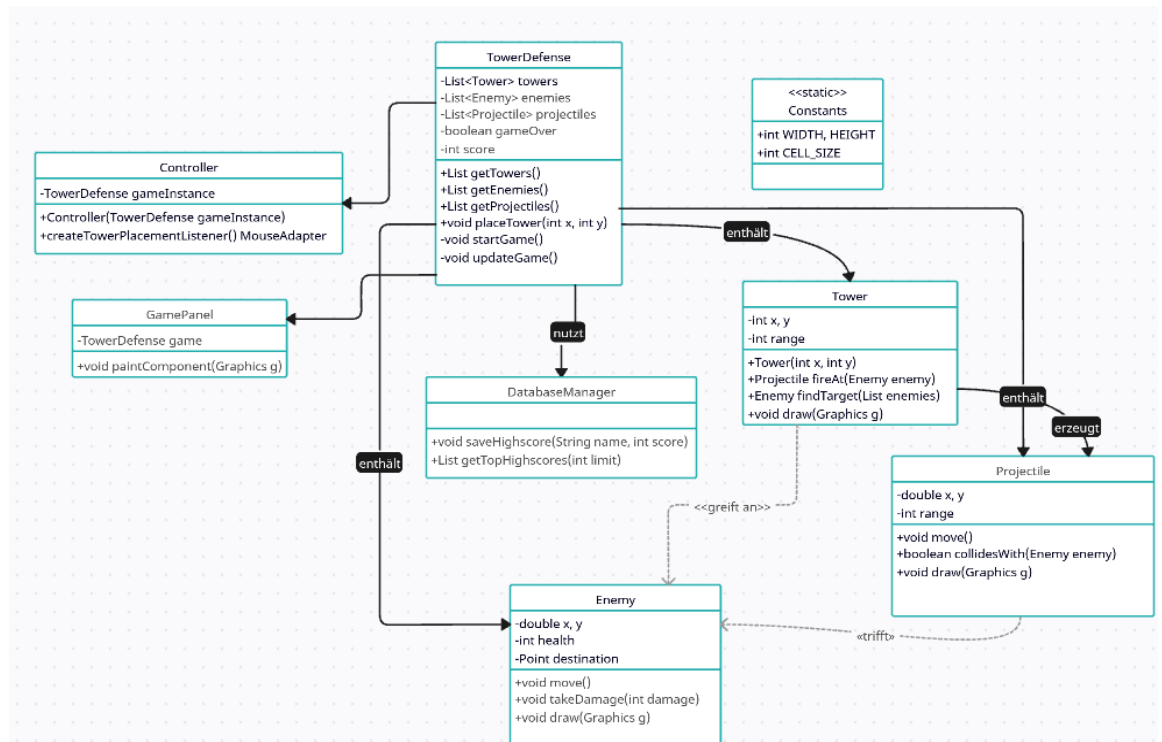 TowerDefense
-List<Tower> towers
-List<Enemy> enemies
-List<Projectile> projectiles
-boolean gameOver
-int score
+List getTowers()
+List getEnemies()
+List getProjectiles()
+void placeTower(int x, int y)
-void startGame()
-void updateGame()
<<static>>
Constants
+int WIDTH, HEIGHT
+int CELL_SIZE
Controller
-TowerDefense gameInstance
+Controller(TowerDefense gameInstance)
+createTowerPlacementListener() MouseAdapter
enthält
GamePanel
-TowerDefense game
+void paintComponent(Graphics g)
nutzt
Tower
-int x, y
-int range
+Tower(int x, int y)
+Projectile fireAt(Enemy enemy)
+Enemy findTarget(List enemies)
+void draw(Graphics g)
DatabaseManager
+void saveHighscore(String name, int score)
+List getTopHighscores(int limit)
enthält
erzeugt
enthält
Projectile
-double x, y
-int range
+void move()
+boolean collidesWith(Enemy enemy)
+void draw(Graphics g)
<<greift an>>
Enemy
-double x, y
-int health
-Point destination
+void move()
+void takeDamage(int damage)
+void draw(Graphics g)
«trifft»